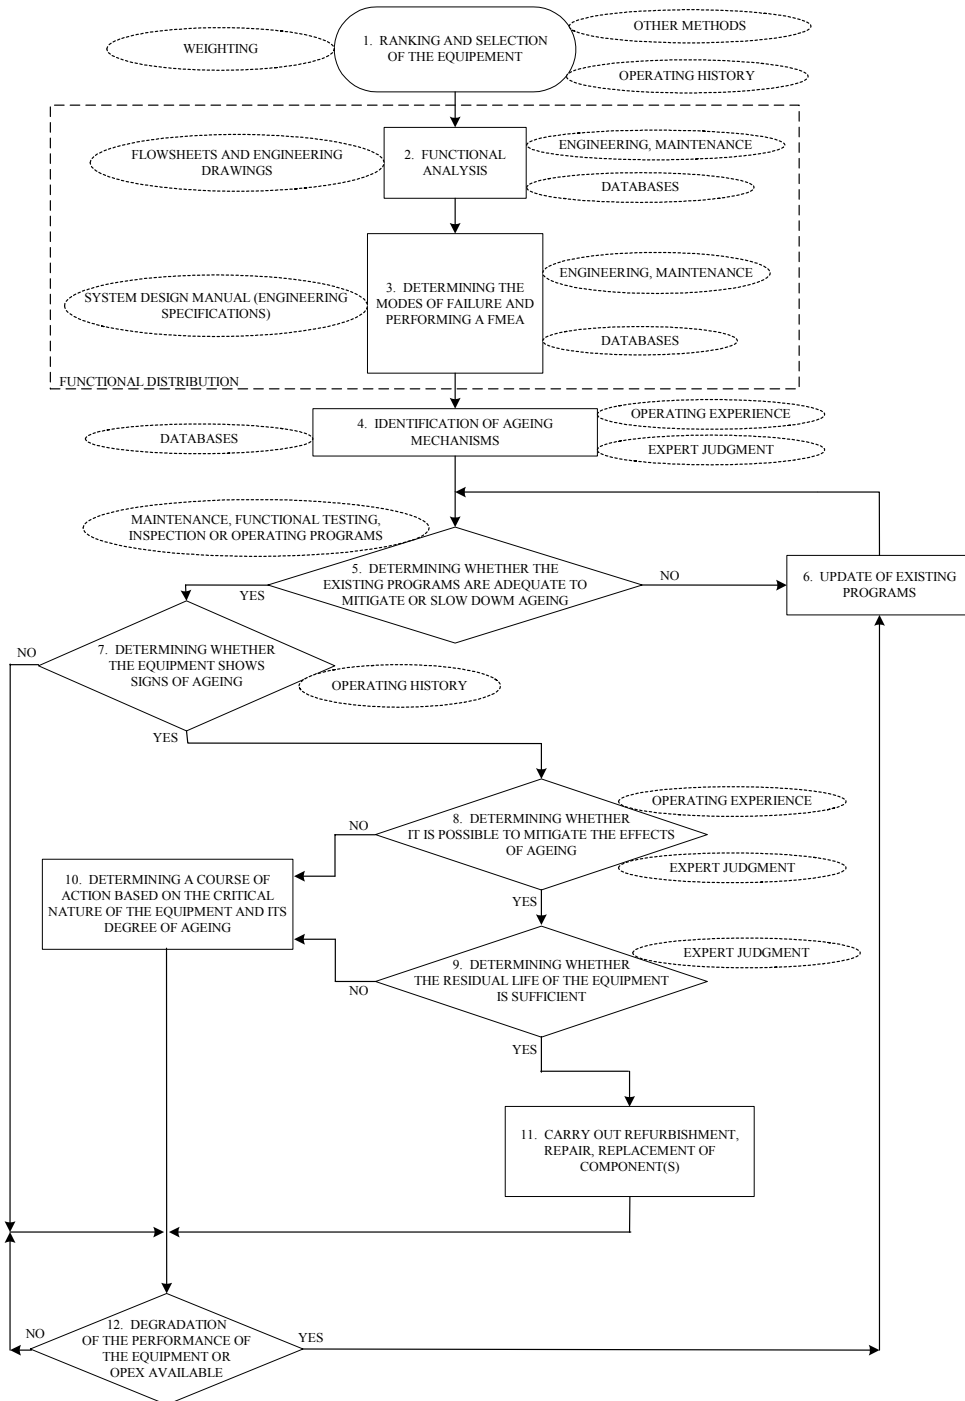 WEIGHTING
1. RANKING AND SELECTION
OF THE EQUIPEMENT
OTHER METHODS
OPERATING HISTORY
FLOWSHEETS AND ENGINEERING
DRAWINGS
2. FUNCTIONAL
ANALYSIS
ENGINEERING, MAINTENANCE
DATABASES
SYSTEM DESIGN MANUAL (ENGINEERING
SPECIFICATIONS)
3. DETERMINING THE
MODES OF FAILURE AND
PERFORMING A FMEA
ENGINEERING, MAINTENANCE
DATABASES
FUNCTIONAL DISTRIBUTION
DATABASES
4. IDENTIFICATION OF AGEING
MECHANISMS
OPERATING EXPERIENCE
EXPERT JUDGMENT
MAINTENANCE, FUNCTIONAL TESTING,
INSPECTION OR OPERATING PROGRAMS
5. DETERMINING WHETHER THE
EXISTING PROGRAMS ARE ADEQUATE TO
MITIGATE OR SLOW DOWM AGEING
YES
NO
6. UPDATE OF EXISTING
PROGRAMS
NO
7. DETERMINING WHETHER
THE EQUIPMENT SHOWS
SIGNS OF AGEING
OPERATING HISTORY
YES
8. DETERMINING WHETHER
IT IS POSSIBLE TO MITIGATE THE EFFECTS
OF AGEING
OPERATING EXPERIENCE
EXPERT JUDGMENT
NO
YES
10. DETERMINING A COURSE OF
ACTION BASED ON THE CRITICAL
NATURE OF THE EQUIPMENT AND ITS
DEGREE OF AGEING
9. DETERMINING WHETHER
THE RESIDUAL LIFE OF THE EQUIPMENT
IS SUFFICIENT
EXPERT JUDGMENT
NO
YES
11. CARRY OUT REFURBISHMENT,
REPAIR, REPLACEMENT OF
COMPONENT(S)
12. DEGRADATION
OF THE PERFORMANCE OF
THE EQUIPMENT OR
OPEX AVAILABLE
NO
YES